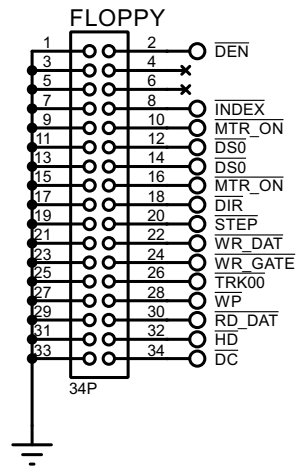 FLOPPY
1 2 DEN
3 4
5 6
7 8 INDEX
9 10 MTR_ON
11 12 DS0
13 14 DS0
15 16 MTR_ON
17 18 DIR
19 20 STEP
21 22 WR_DAT
23 24 WR_GATE
25 26 TRK00
27 28 WP
29 30 RD_DAT
31 32 HD
33 34 DC
34P